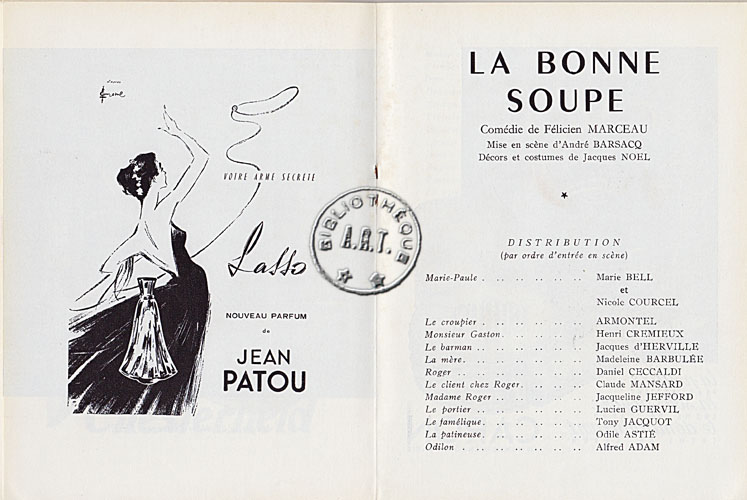 VOTRE ARME SECRÈTE
Lasso
NOUVEAU PARFUM
de
JEAN
PATOU
BIBLIOTHÈQUE
A.R.T.
LA BONNE
SOUPE
Comédie de Félicien MARCEAU
Mise en scène d'André BARSACQ
Décors et costumes de Jacques NOEL
DISTRIBUTION
(par ordre d'entrée en scène)
Marie-Paule . . . . . . . Marie BELL
et
Nicole COURCEL
Le croupier . . . . . . . ARMONTEL
Monsieur Gaston. . . . . . Henri CREMIEUX
Le barman . . . . . . . Jacques d'HERVILLE
La mère. . . . . . . . Madeleine BARBULÉE
Roger . . . . . . . . Daniel CECCALDI
Le client chez Roger. . . . . Claude MANSARD
Madame Roger . . . . . . Jacqueline JEFFORD
Le portier . . . . . . . Lucien GUERVIL
Le famélique. . . . . . . Tony JACQUOT
La patineuse. . . . . . . Odile ASTIÉ
Odilon . . . . . . . . Alfred ADAM